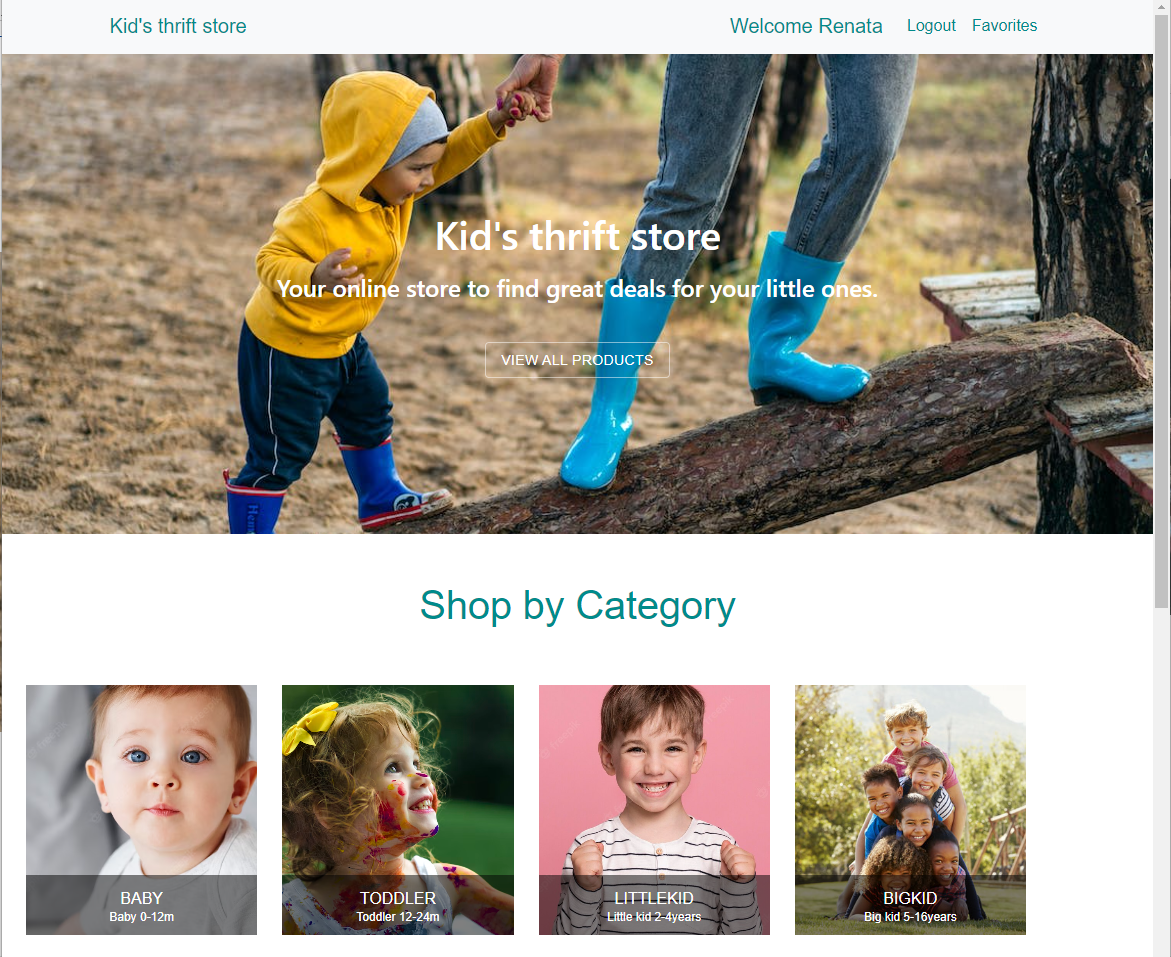 Kid's thrift store
Welcome Renata Logout Favorites
Kid's thrift store
Your online store to find great deals for your little ones.
VIEW ALL PRODUCTS
Shop by Category
BABY
Baby 0-12m
TODDLER
Toddler 12-24m
LITTLEKID
Little kid 2-4years
BIGKID
Big kid 5-16years